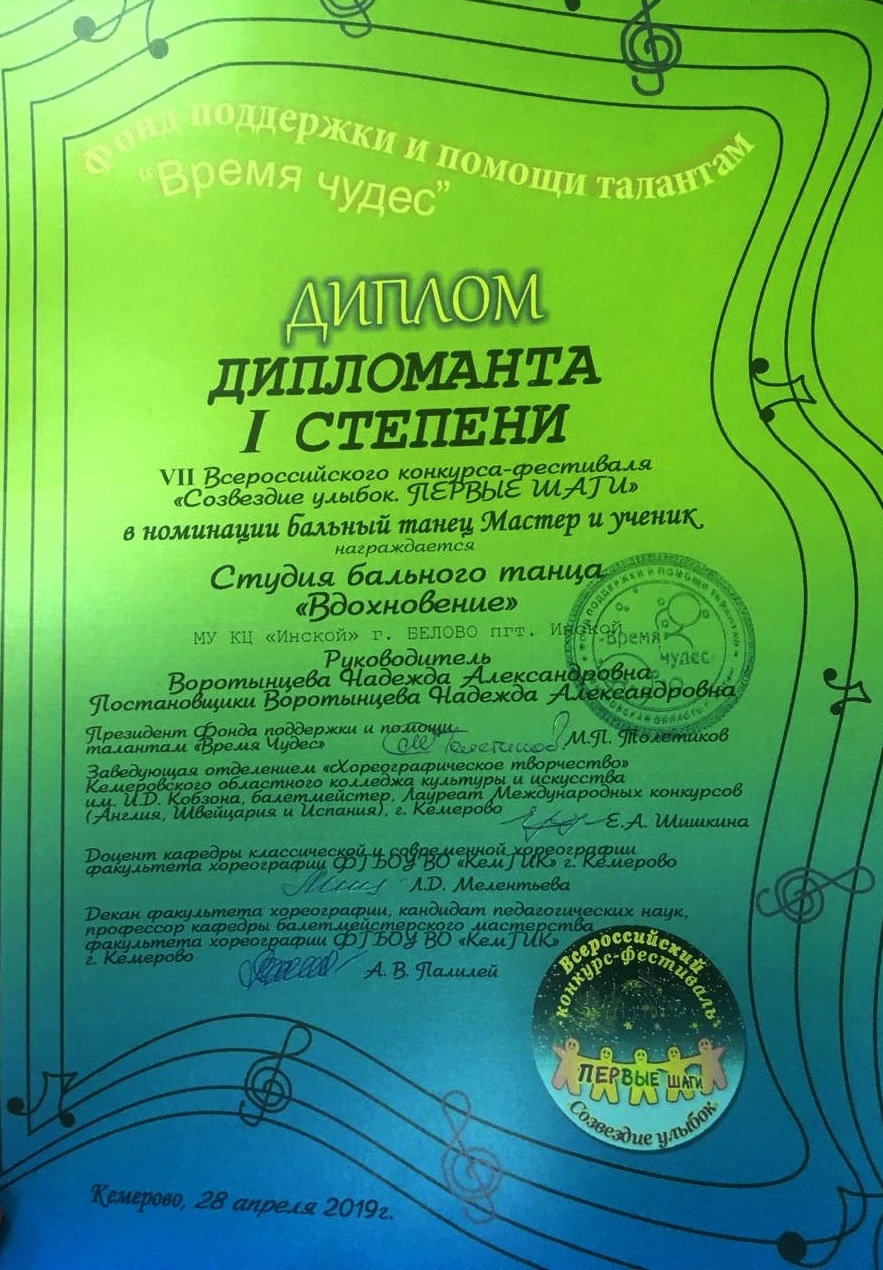 Фонд поддержки и помощи талантам
"Время чудес"
ДИПЛОМ
ДИПЛОМАНТА
I СТЕПЕНИ
VII Всероссийского конкурса-фестиваля
«Созвездие улыбок. ПЕРВЫЕ ШАГИ»
в номинации бальный танец Мастер и ученик
награждается
Студия бального танца
«Вдохновение»
МУ КЦ «Инской» г. БЕЛОВО пгт. Инской
Руководитель
Воротынцева Надежда Александровна
Постановщики Воротынцева Надежда Александровна
Президент Фонда поддержки и помощи
талантам «Время Чудес» М.П. Толетиков
Заведующая отделением «Хореографическое творчество»
Кемеровского областного колледжа культуры и искусства
им. И.Д. Кобзона, балетмейстер, Лауреат Международных конкурсов
(Англия, Швейцария и Испания), г. Кемерово
Е.А. Шишкина
Доцент кафедры классической и современной хореографии
факультета хореографии ФГБОУ ВО «КемГИК» г. Кемерово
Л.D. Мелентьева
Декан факультета хореографии, кандидат педагогических наук,
профессор кафедры балетмейстерского мастерства
факультета хореографии ФГБОУ ВО «КемГИК»
г. Кемерово
А. В. Палилей
"Время
чудес"
Всероссийский
конкурс-фестиваль
ПЕРВЫЕ ШАГИ
Созвездие улыбок
Кемерово, 28 апреля 2019г.